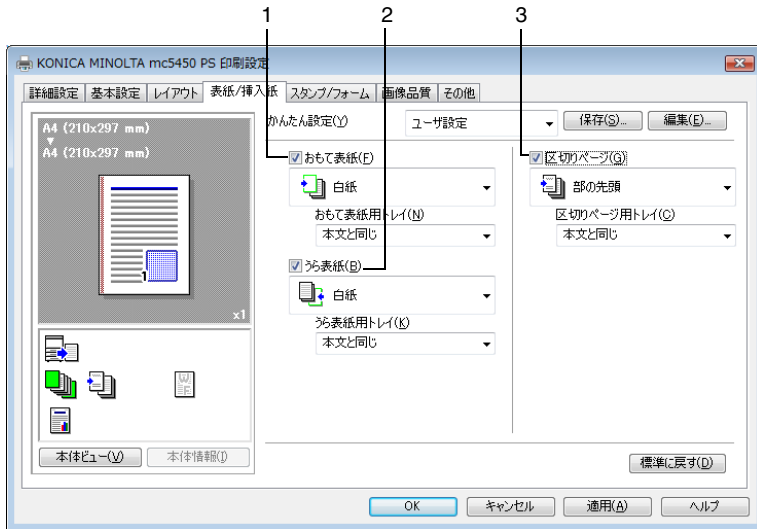 1 2 3
KONICA MINOLTA mc5450 PS 印刷設定
詳細設定 基本設定 レイアウト 表紙/挿入紙 スタンプ/フォーム 画像品質 その他
A4 (210x297 mm)
A4 (210x297 mm)
1
x1
かんたん設定(Y) ユーザ設定 保存(S)... 編集(E)...
おもて表紙(F)
白紙
おもて表紙用トレイ(N)
本文と同じ
うら表紙(B)
白紙
うら表紙用トレイ(K)
本文と同じ
区切りページ(G)
部の先頭
区切りページ用トレイ(C)
本文と同じ
本体ビュー(V) 本体情報(I)
標準に戻す(D)
OK キャンセル 適用(A) ヘルプ